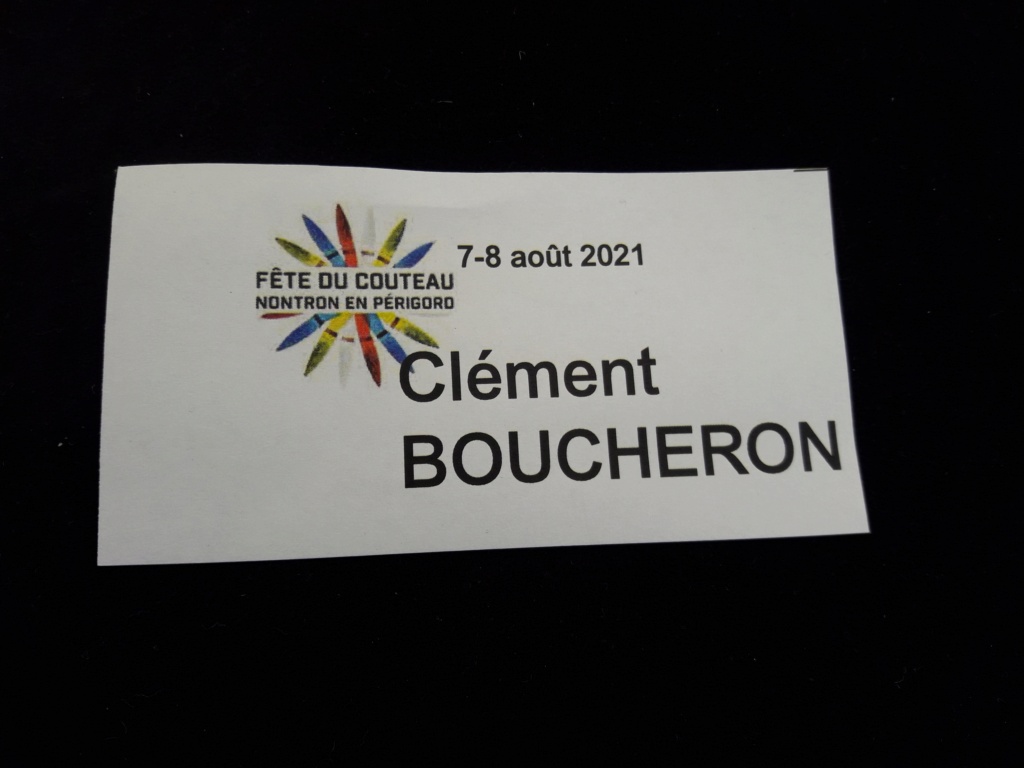 FÊTE DU COUTEAU
NONTRON EN PÉRIGORD
7-8 août 2021
Clément
BOUCHERON